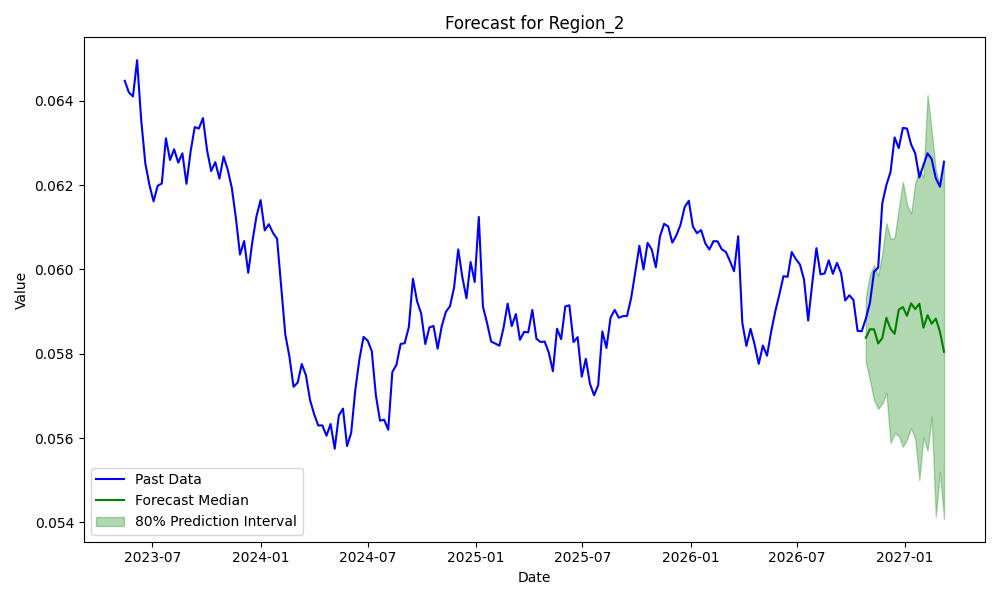 Forecast for Region_2
Value
0.064
0.062
0.060
0.058
0.056
0.054
Past Data
Forecast Median
80% Prediction Interval
2023-07 2024-01 2024-07 2025-01 2025-07 2026-01 2026-07 2027-01
Date